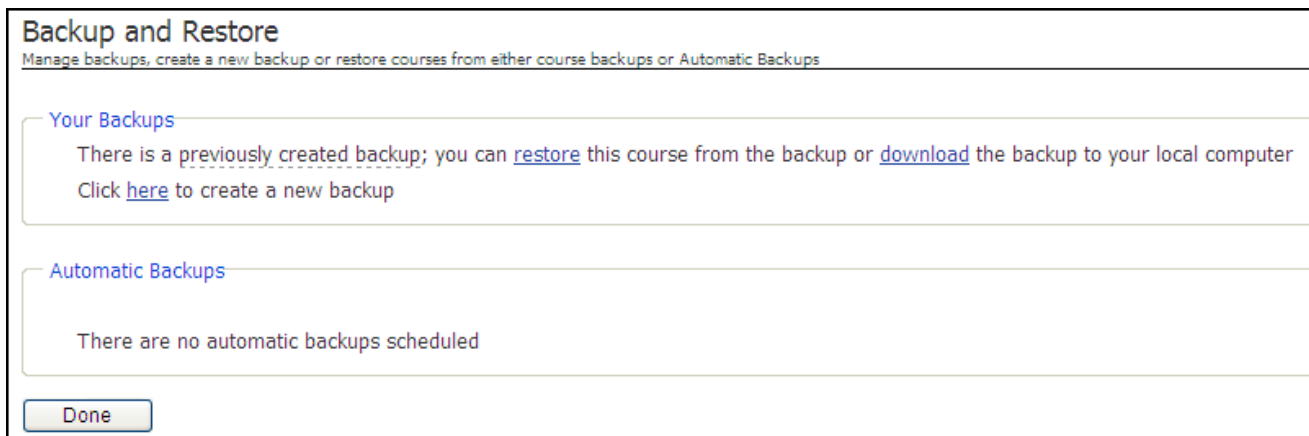 Backup and Restore
Manage backups, create a new backup or restore courses from either course backups or Automatic Backups
Your Backups
There is a previously created backup; you can restore this course from the backup or download the backup to your local computer
Click here to create a new backup
Automatic Backups
There are no automatic backups scheduled
Done